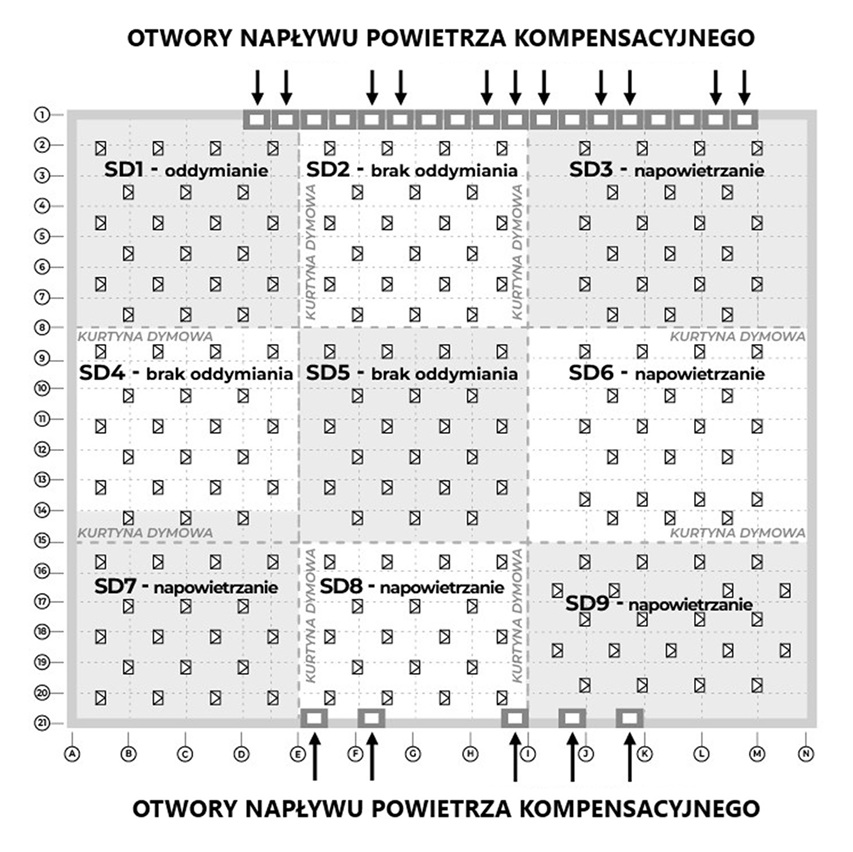 OTWORY NAPŁYWU POWIETRZA KOMPENSACYJNEGO
1
2
SD1 - oddymianie
SD2 - brak oddymiania
SD3 - napowietrzanie
3
4
5
6
7
KURTYNA DYMOWA
KURTYNA DYMOWA
8
KURTYNA DYMOWA
KURTYNA DYMOWA
9
SD4 - brak oddymiania
SD5 - brak oddymiania
SD6 - napowietrzanie
10
11
12
13
14
KURTYNA DYMOWA
KURTYNA DYMOWA
15
16
SD7 - napowietrzanie
SD8 - napowietrzanie
SD9 - napowietrzanie
17
18
19
20
KURTYNA DYMOWA
KURTYNA DYMOWA
21
A B C D E F G H I J K L M N
OTWORY NAPŁYWU POWIETRZA KOMPENSACYJNEGO